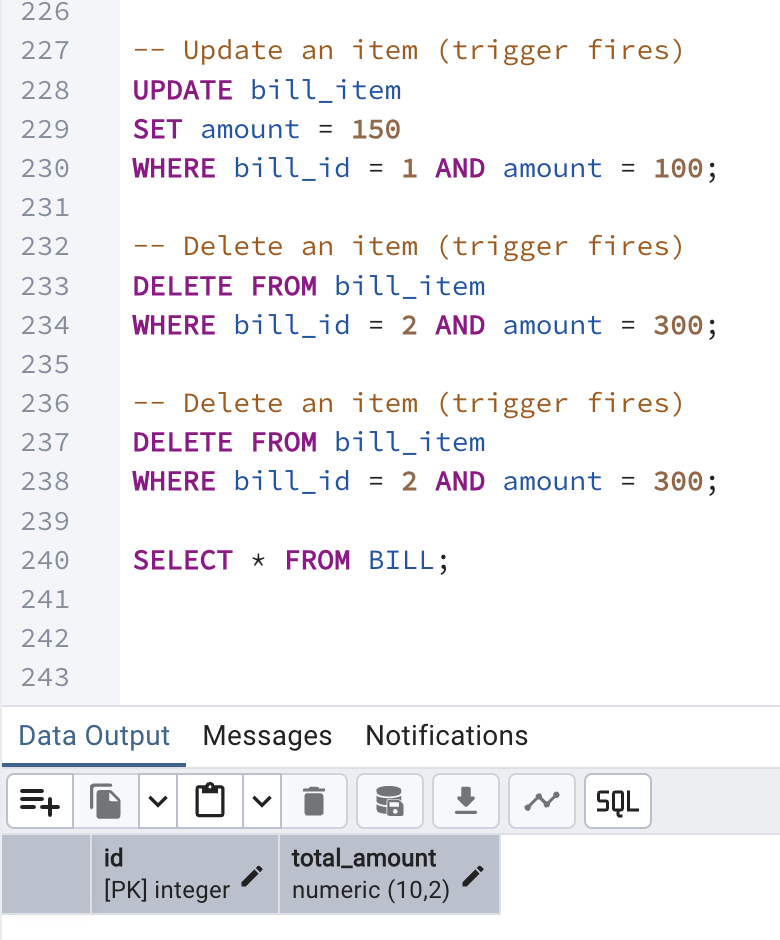 226
227 -- Update an item (trigger fires)
228 UPDATE bill_item
229 SET amount = 150
230 WHERE bill_id = 1 AND amount = 100;
231
232 -- Delete an item (trigger fires)
233 DELETE FROM bill_item
234 WHERE bill_id = 2 AND amount = 300;
235
236 -- Delete an item (trigger fires)
237 DELETE FROM bill_item
238 WHERE bill_id = 2 AND amount = 300;
239
240 SELECT * FROM BILL;
241
242
243
Data Output Messages Notifications
SQL
id total_amount
[PK] integer numeric (10,2)